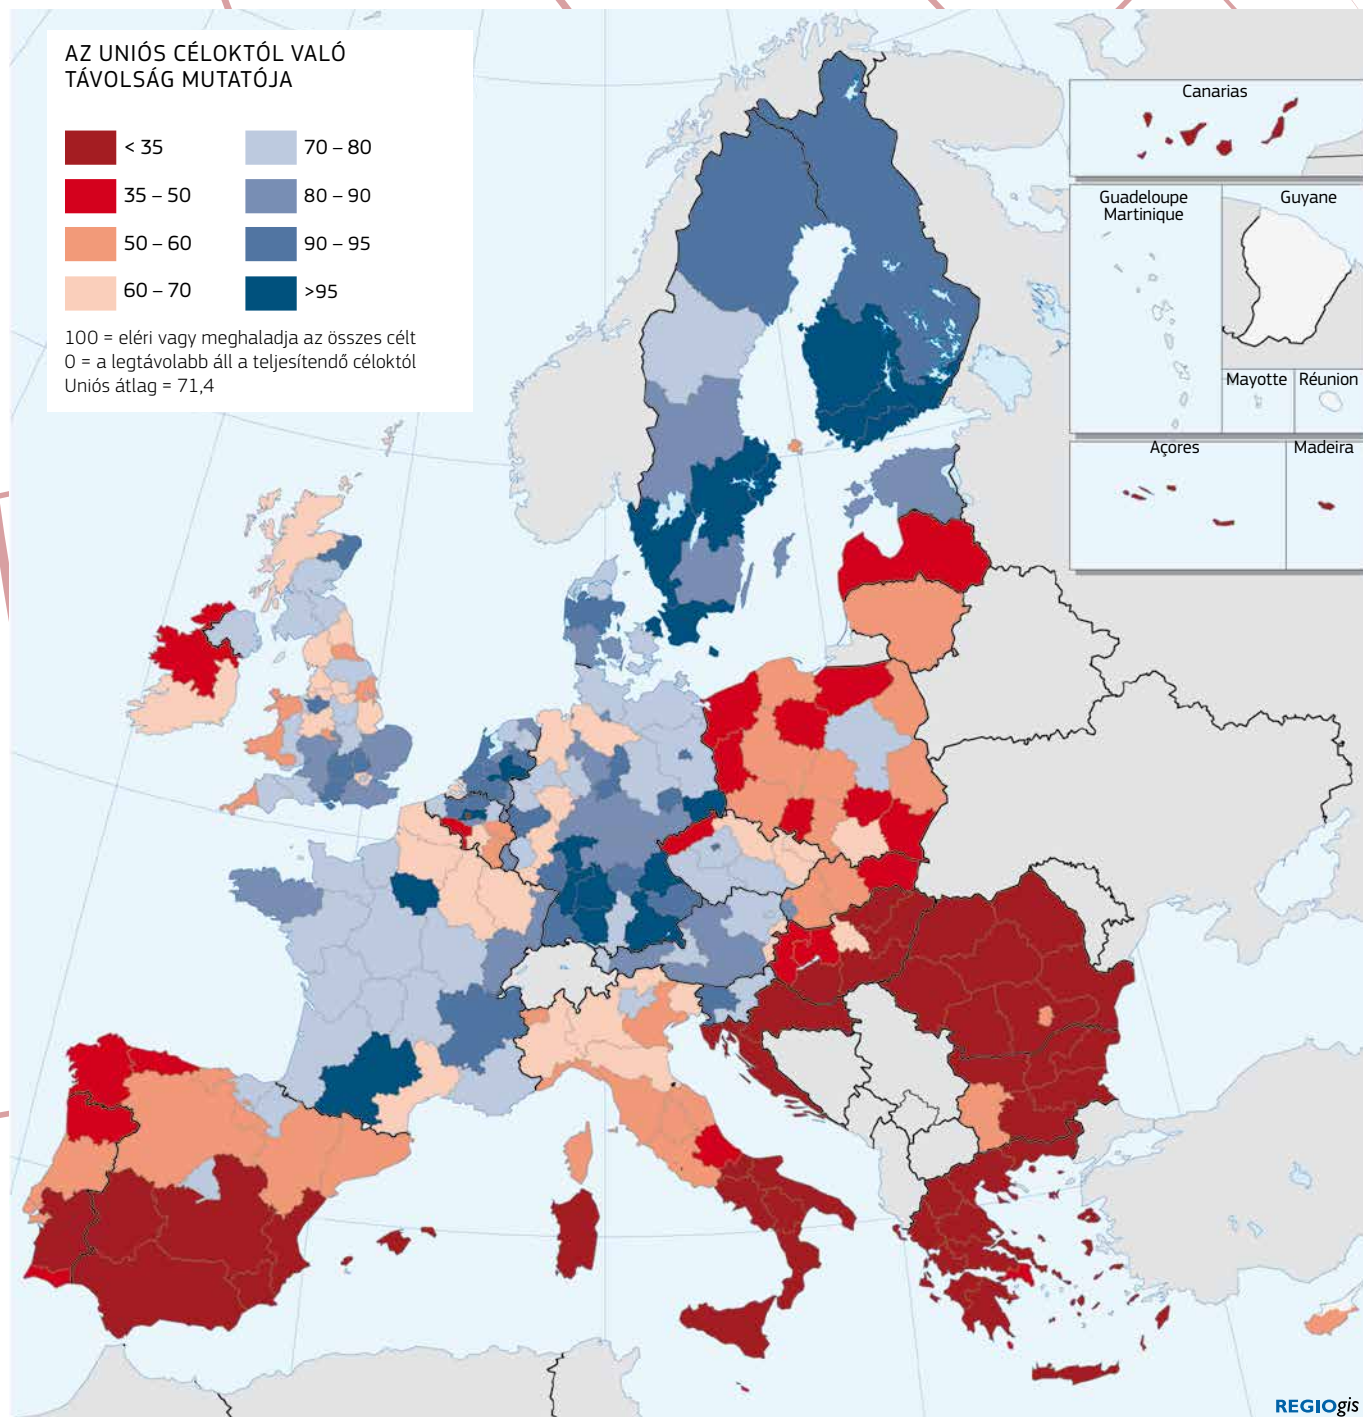 AZ UNIÓS CÉLOKTÓL VALÓ
TÁVOLSÁG MUTATÓJA
< 35
35 – 50
50 – 60
60 – 70
70 – 80
80 – 90
90 – 95
>95
100 = eléri vagy meghaladja az összes célt
0 = a legtávolabb áll a teljesítendő céloktól
Uniós átlag = 71,4
Canarias
Guadeloupe
Martinique
Guyane
Mayotte
Réunion
Açores
Madeira
REGIOgis